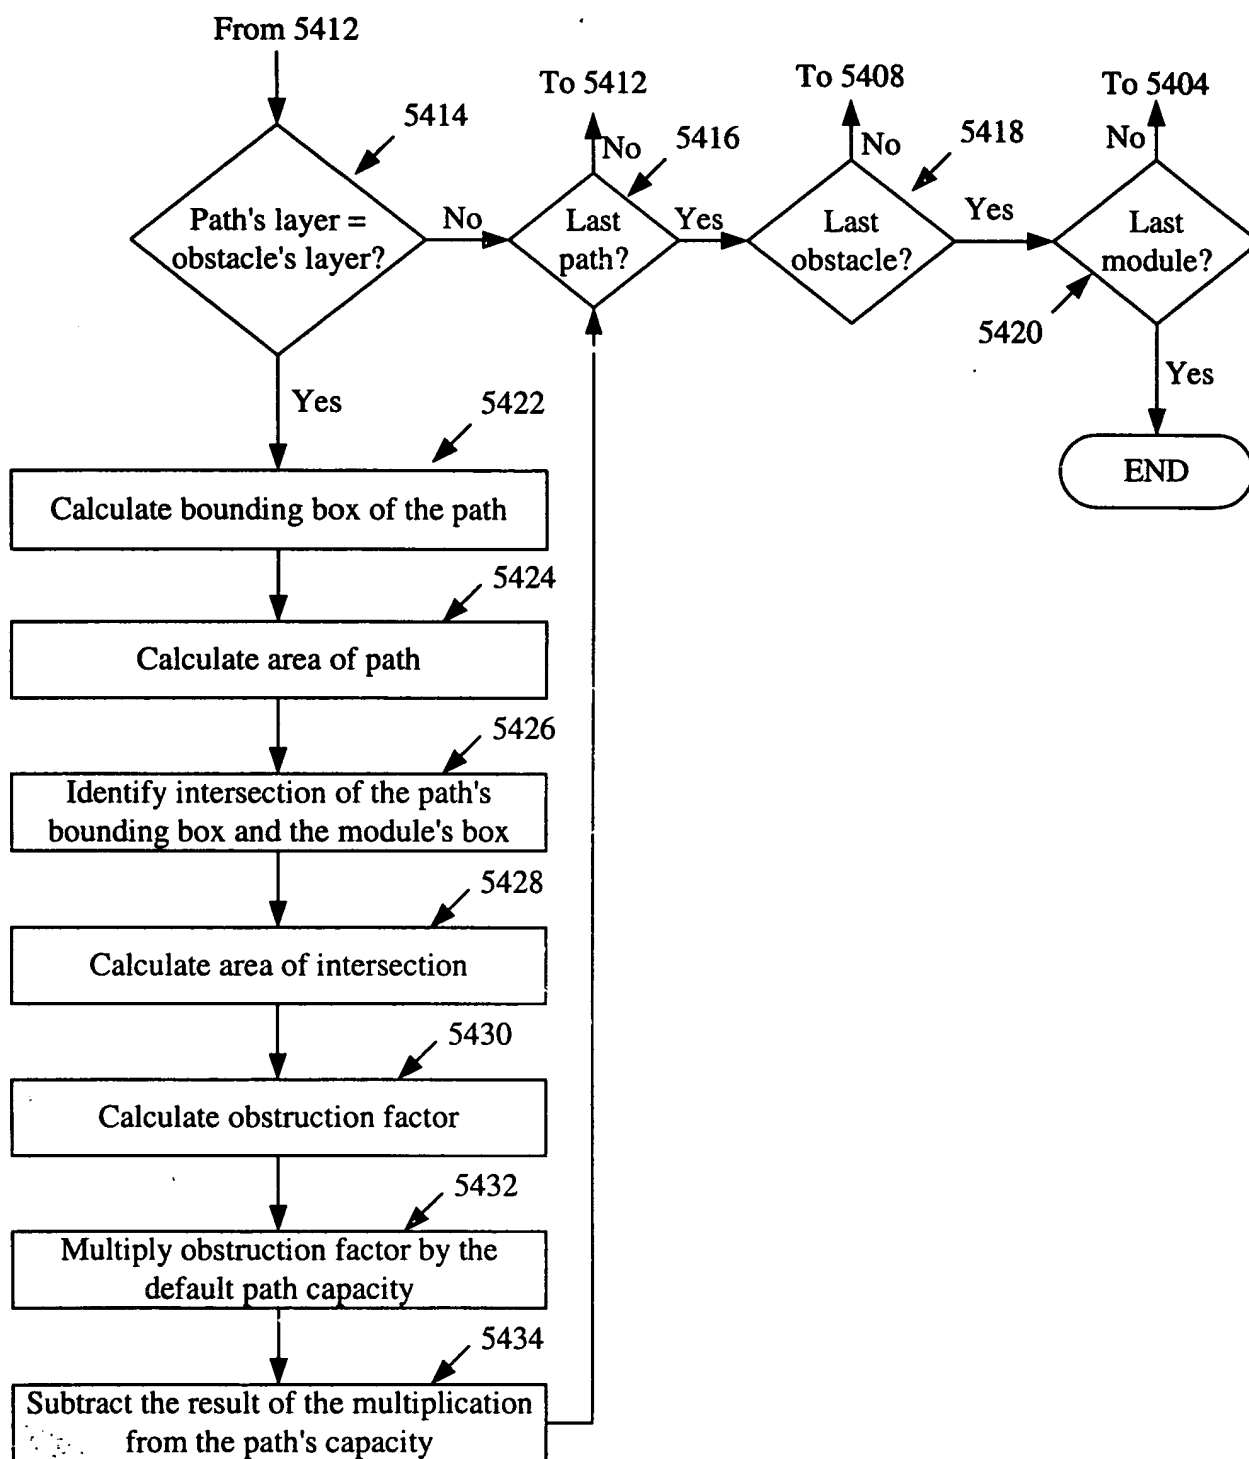 From 5412
5414
Path's layer =
obstacle's layer?
No
Yes
To 5412
No
5416
Last
path?
Yes
To 5408
No
5418
Last
obstacle?
Yes
To 5404
No
Last
module?
5420
Yes
END
5422
Calculate bounding box of the path
5424
Calculate area of path
5426
Identify intersection of the path's
bounding box and the module's box
5428
Calculate area of intersection
5430
Calculate obstruction factor
5432
Multiply obstruction factor by the
default path capacity
5434
Subtract the result of the multiplication
from the path's capacity